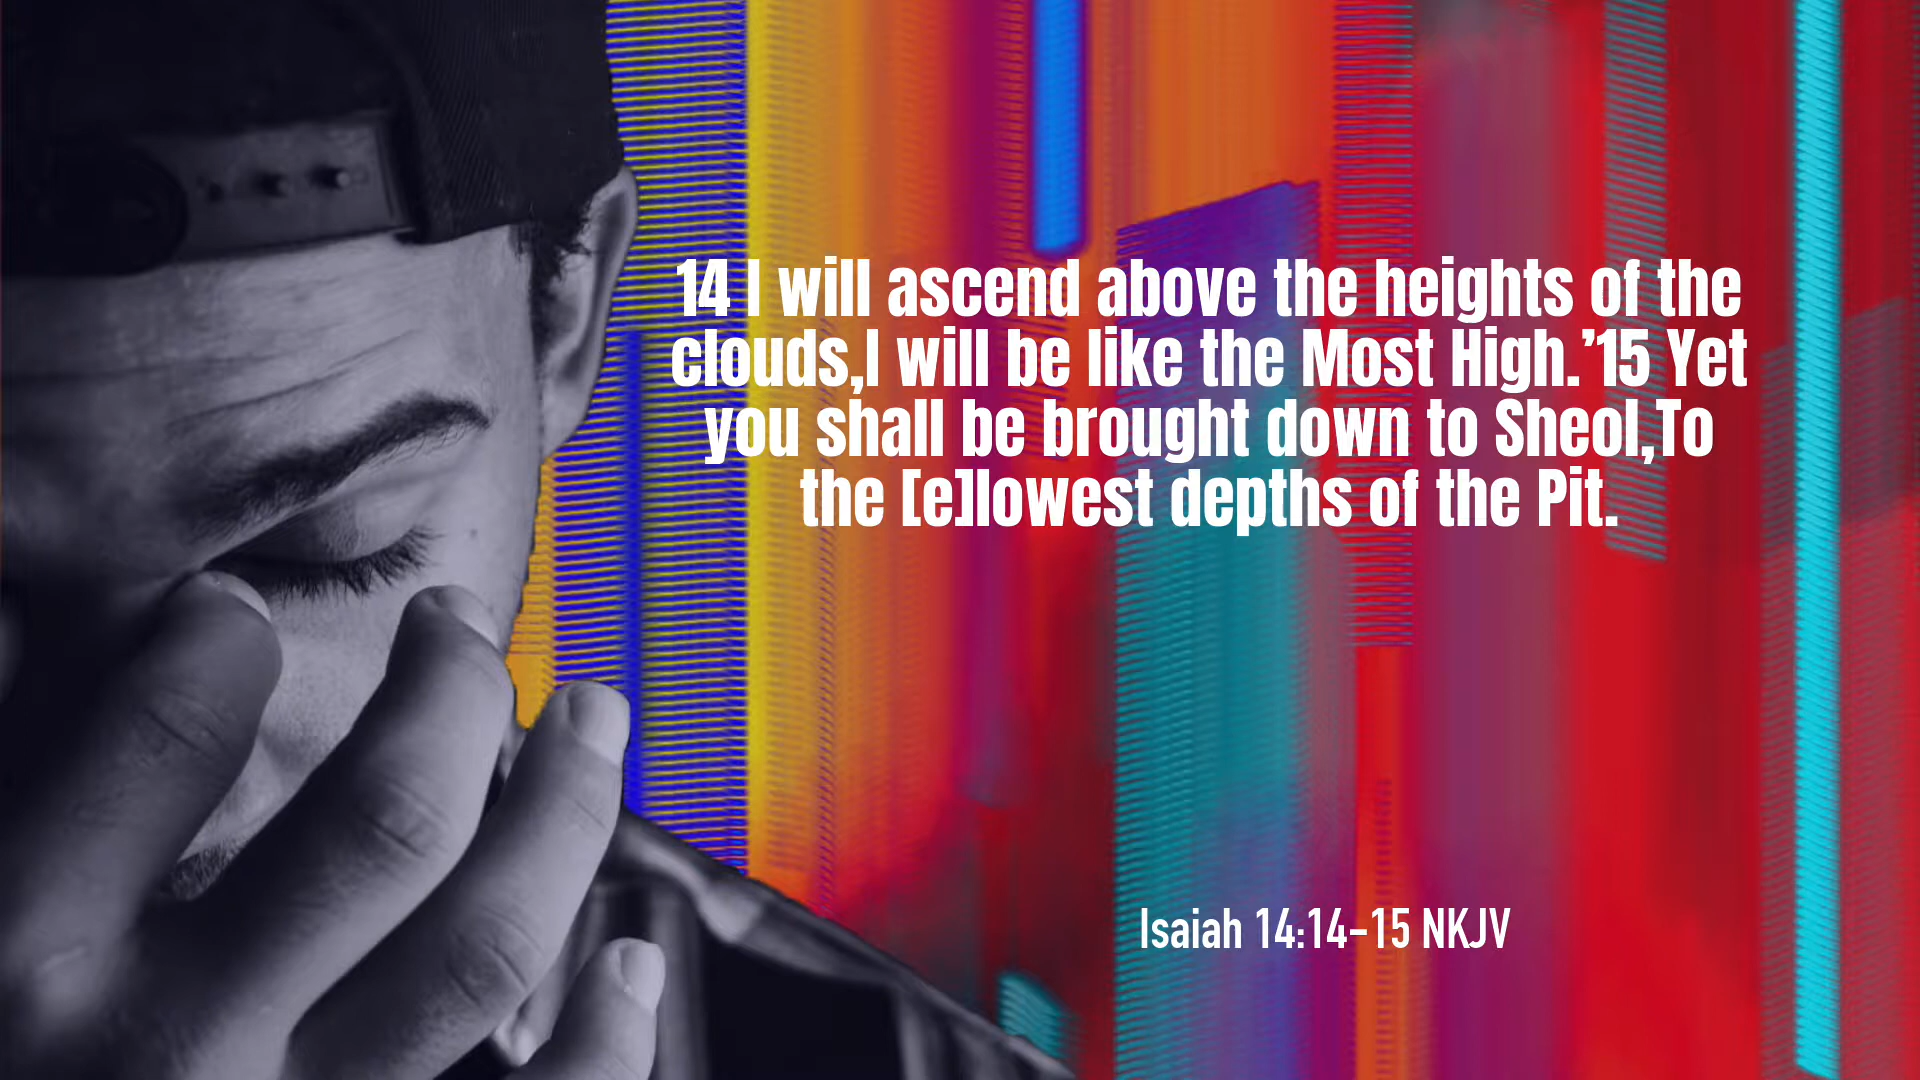 14 I will ascend above the heights of the
clouds,I will be like the Most High.’15 Yet
you shall be brought down to Sheol,To
the [e]lowest depths of the Pit.
Isaiah 14:14-15 NKJV